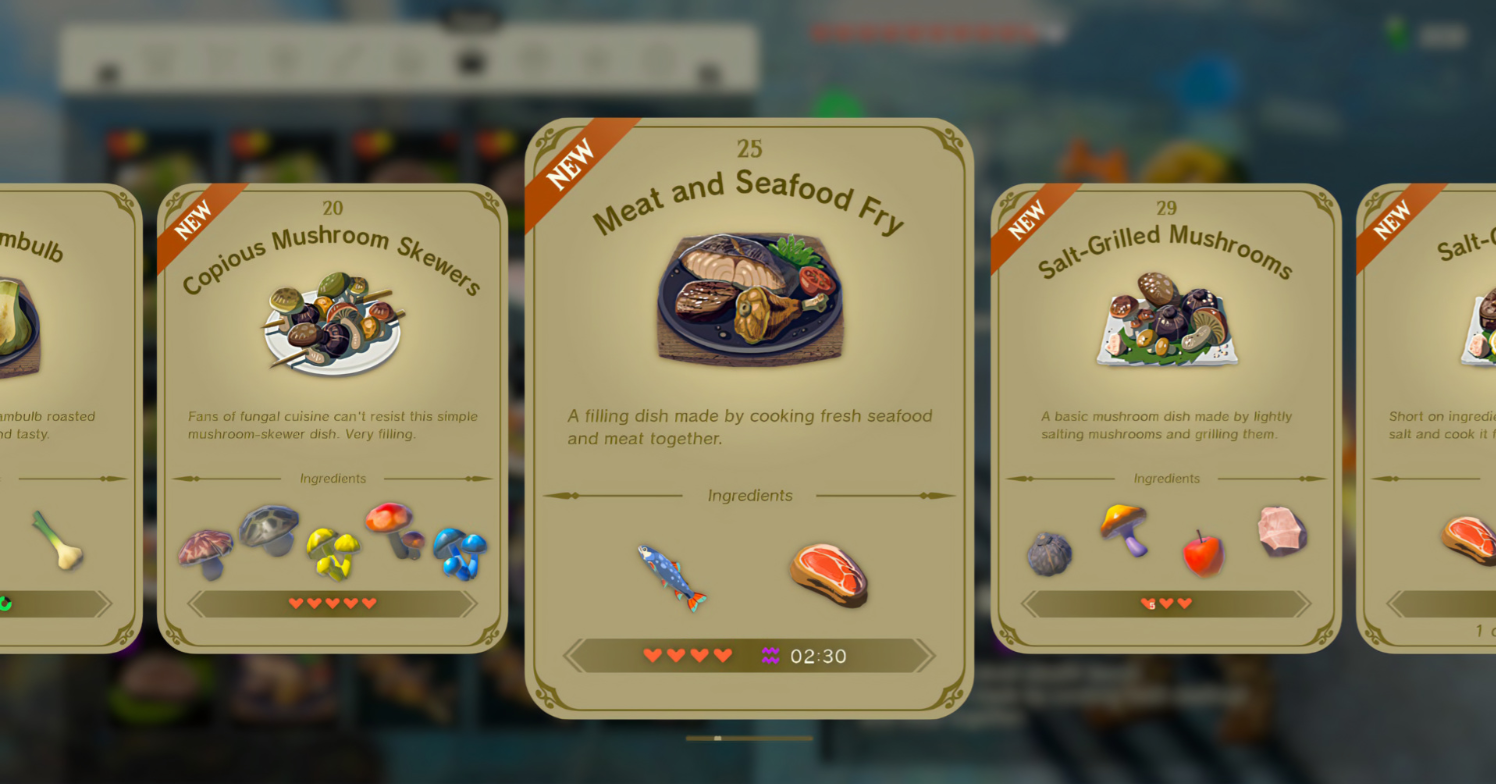 mbulb
ambulb roasted
nd tasty.
NEW
20
Copious Mushroom Skewers
Fans of fungal cuisine can't resist this simple
mushroom-skewer dish. Very filling.
Ingredients
NEW
25
Meat and Seafood Fry
A filling dish made by cooking fresh seafood
and meat together.
Ingredients
02:30
NEW
29
Salt-Grilled Mushrooms
A basic mushroom dish made by lightly
salting mushrooms and grilling them.
Ingredients
NEW
Salt-
Short on ingredie
salt and cook it f
1